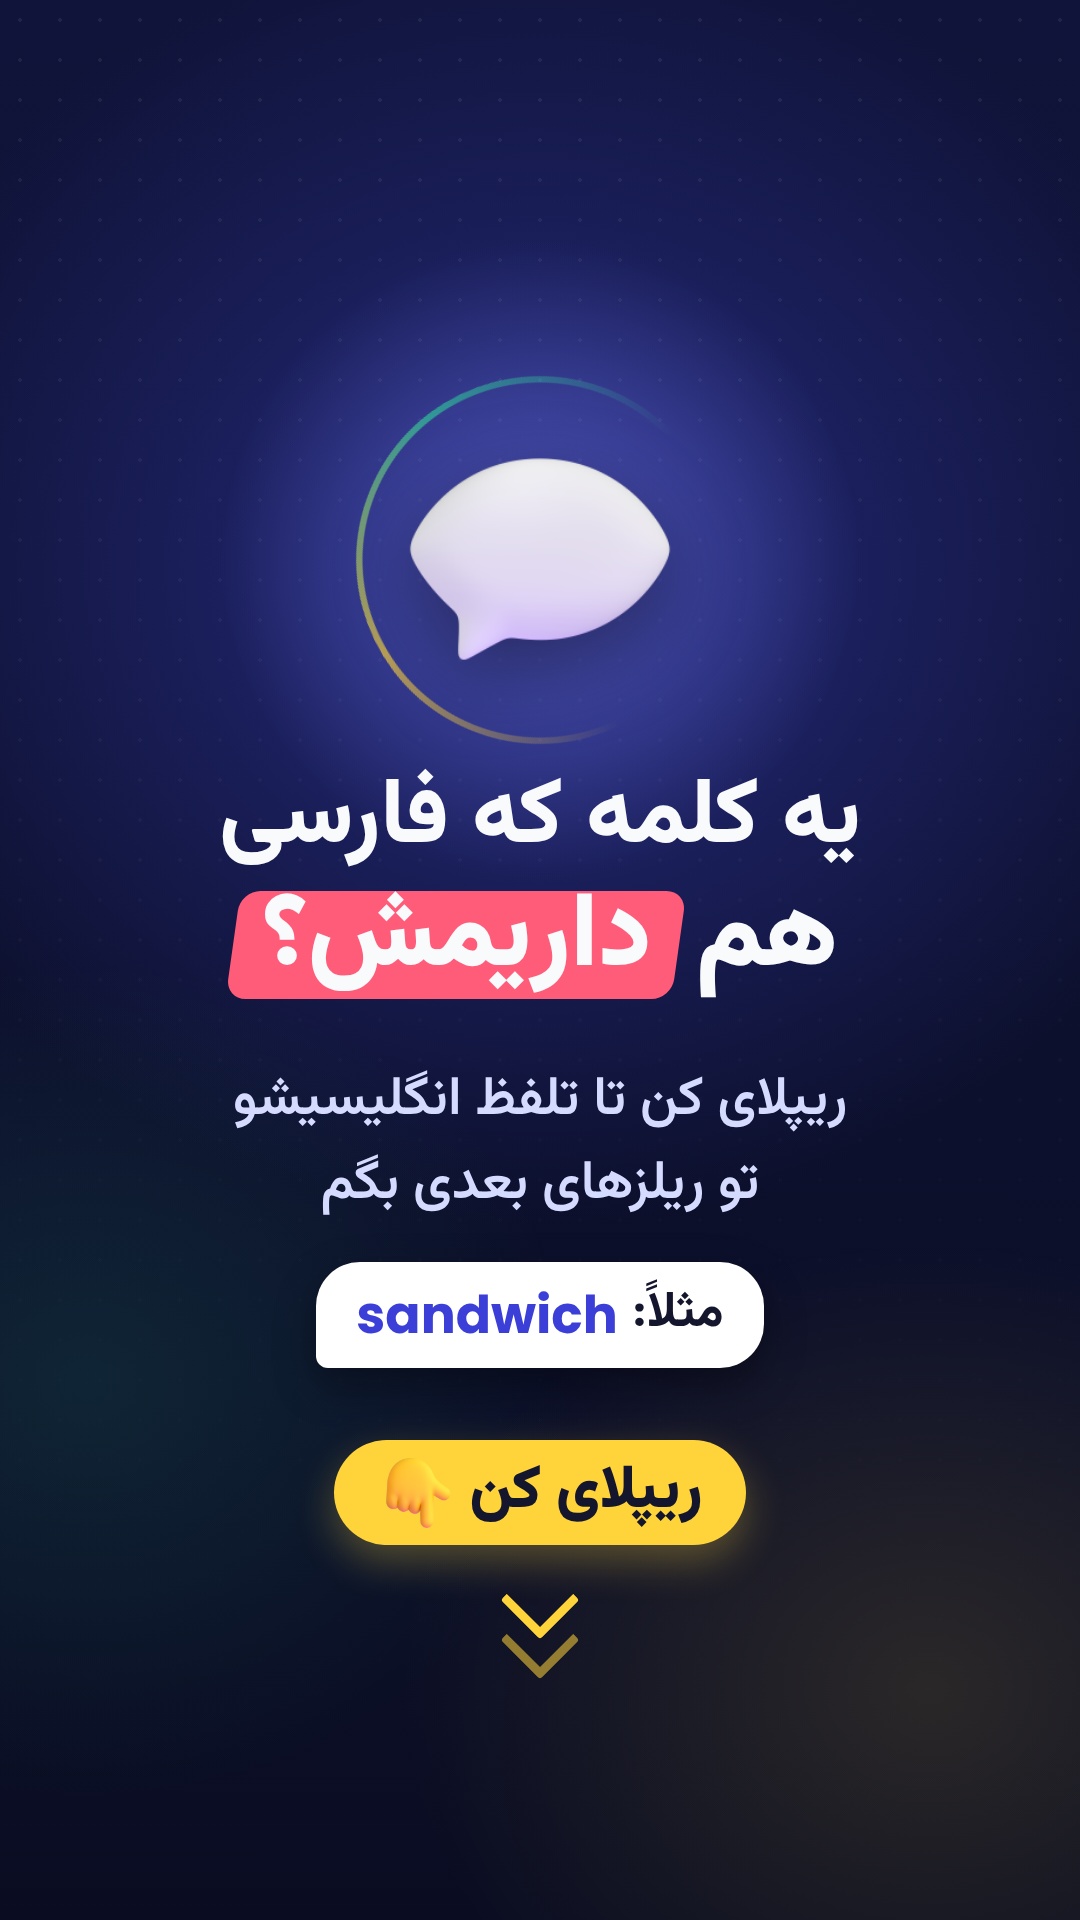 یه کلمه که فارسی
هم داریمش؟
ریپلای کن تا تلفظ انگلیسیشو
تو ریلزهای بعدی بگم
مثلاً: sandwich
ریپلای کن 👇